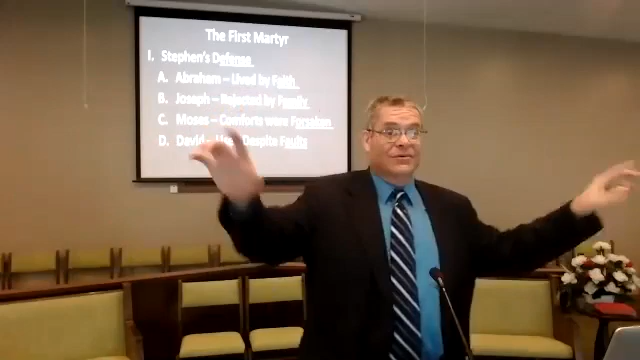 The First Martyr
I. Stephen's Defense
A. Abraham – Lived by Faith
B. Joseph – Rejected by Family
C. Moses – Comforts were Forsaken
D. David – Used Despite Faults